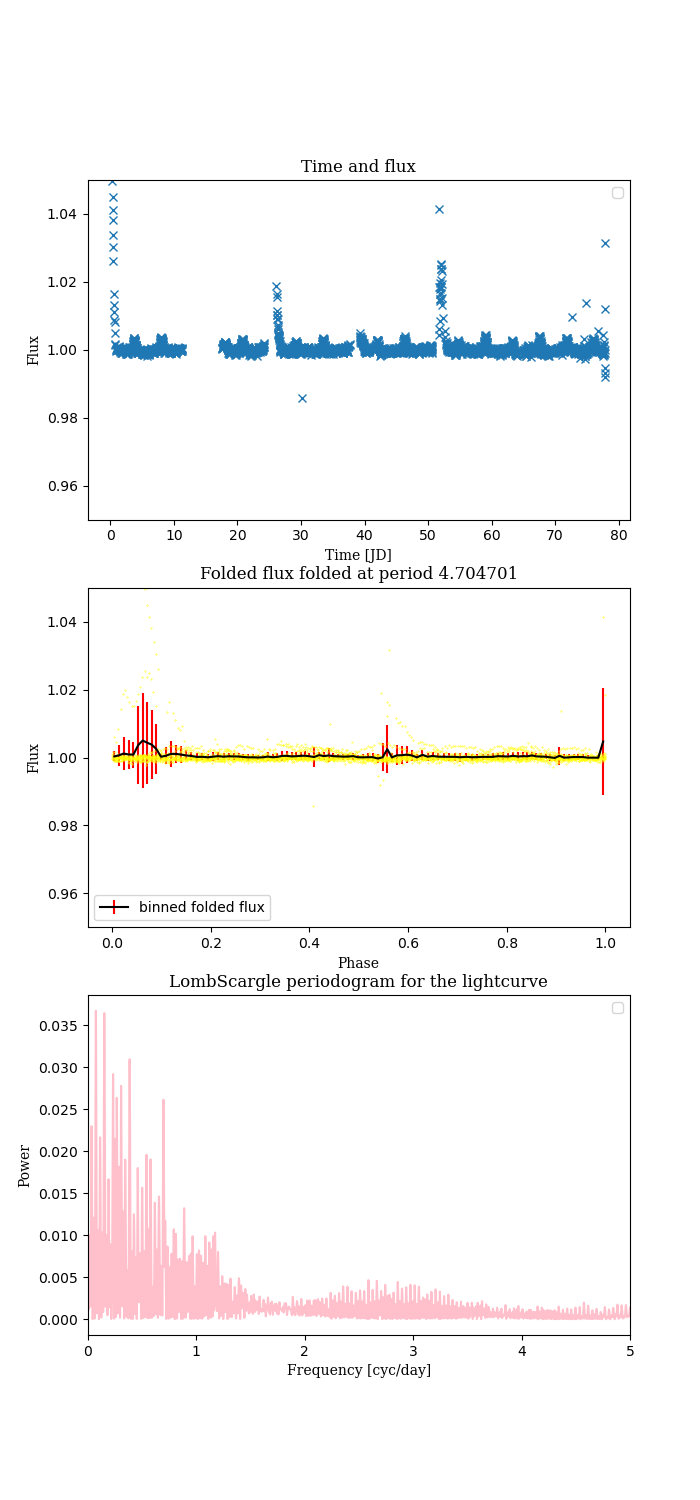 Time and flux
Flux
1.04
1.02
1.00
0.98
0.96
0 10 20 30 40 50 60 70 80
Time [JD]
Folded flux folded at period 4.704701
Flux
1.04
1.02
1.00
0.98
0.96
binned folded flux
0.0 0.2 0.4 0.6 0.8 1.0
Phase
LombScargle periodogram for the lightcurve
Power
0.035
0.030
0.025
0.020
0.015
0.010
0.005
0.000
0 1 2 3 4 5
Frequency [cyc/day]